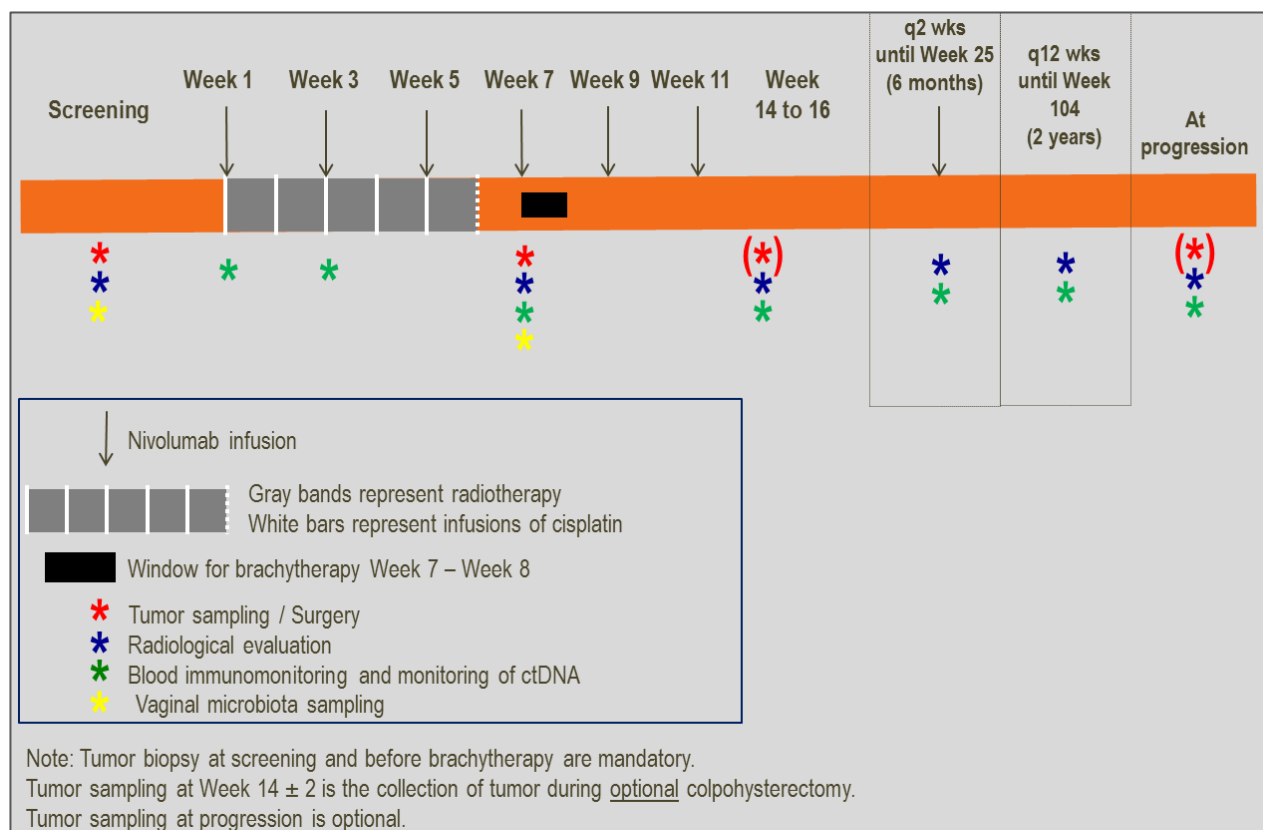 Screening
Week 1
Week 3
Week 5
Week 7
Week 9
Week 11
Week
14 to 16
q2 wks
until Week 25
(6 months)
q12 wks
until Week
104
(2 years)
At
progression
* * * (*) (*)
* * * * * * * *
* * * * * *
* *
Nivolumab infusion
Gray bands represent radiotherapy
White bars represent infusions of cisplatin
Window for brachytherapy Week 7 – Week 8
* Tumor sampling / Surgery
* Radiological evaluation
* Blood immunomonitoring and monitoring of ctDNA
* Vaginal microbiota sampling
Note: Tumor biopsy at screening and before brachytherapy are mandatory.
Tumor sampling at Week 14 ± 2 is the collection of tumor during optional colpohysterectomy.
Tumor sampling at progression is optional.